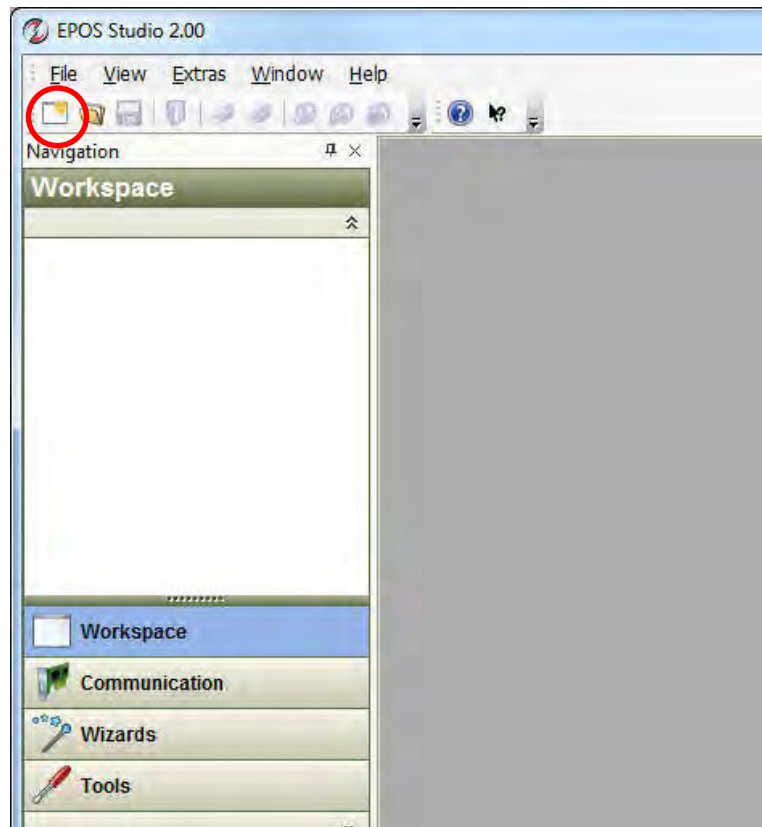 EPOS Studio 2.00
File View Extras Window Help
Navigation
Workspace
Workspace
Communication
Wizards
Tools